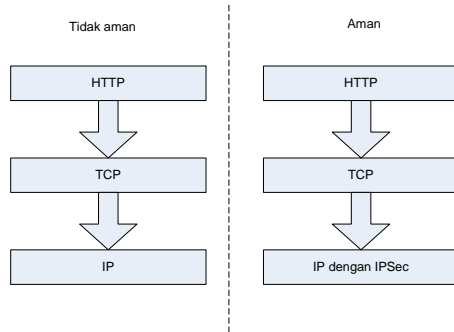 Tidak aman
HTTP
TCP
IP
Aman
HTTP
TCP
IP dengan IPSec